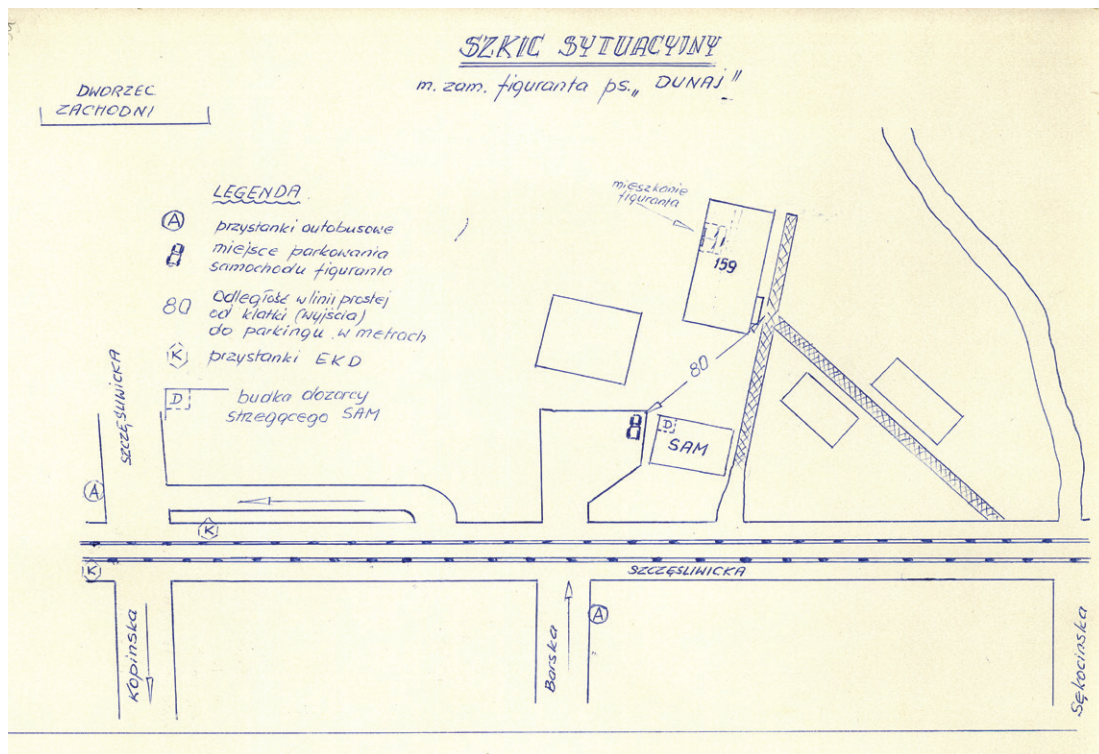 SZKIC SYTUACYJNY
m. zam. figuranta ps. „DUNAJ"
DWORZEC
ZACHODNI
LEGENDA
A przystanki autobusowe
miejsce parkowania
samochodu figuranta
80 Odległość w linii prostej
od klatki (wyjścia)
do parkingu w metrach
K przystanki EKD
D budka dozorcy
strzegącego SAM
mieszkanie
figuranta
159
80
D
SAM
SZCZĘŚLIWICKA
A
K
K
SZCZĘŚLIWICKA
A
Kopinska
Barska
Sękocinska